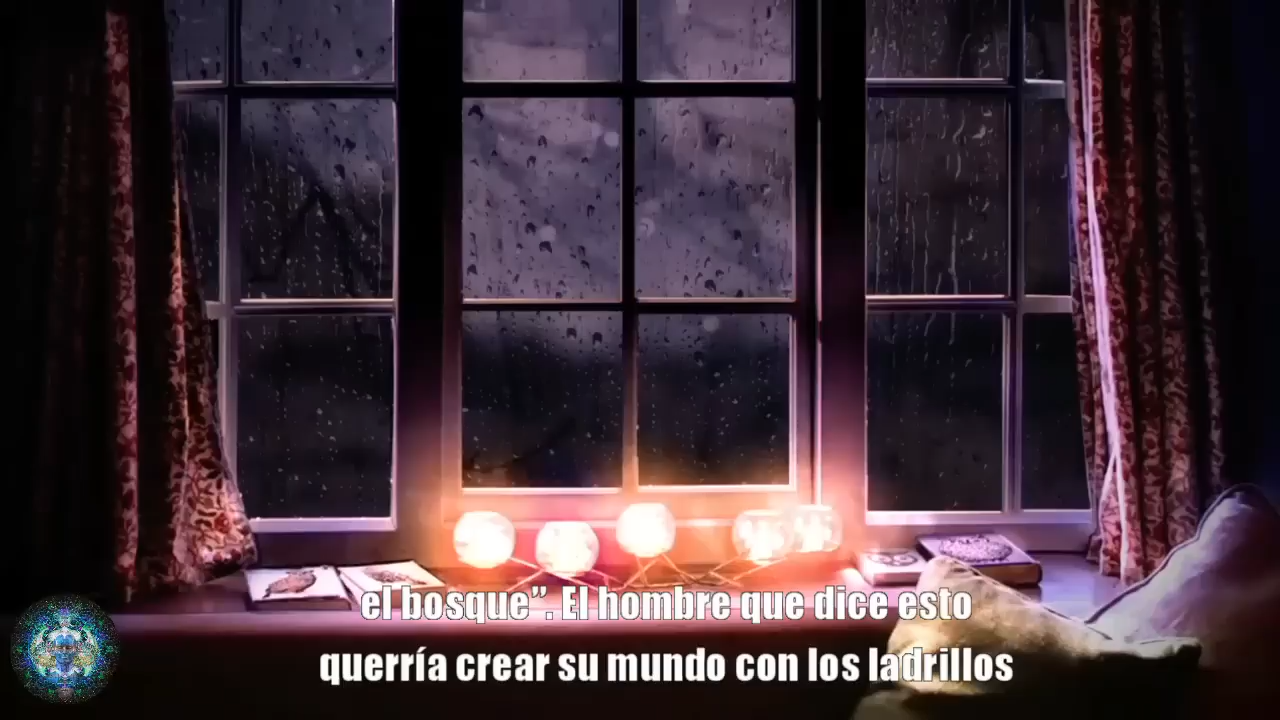 el bosque”. El hombre que dice esto
querría crear su mundo con los ladrillos